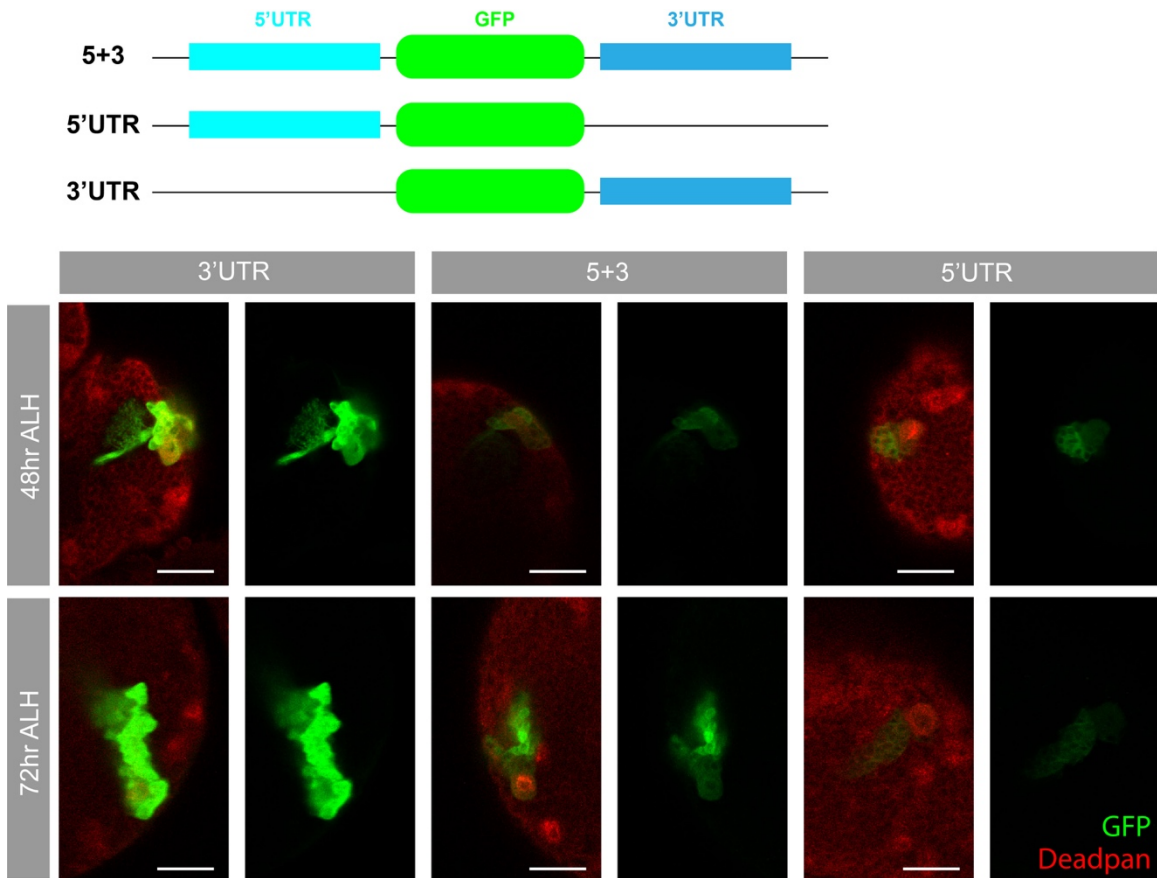 5'UTR GFP 3'UTR
5+3
5'UTR
3'UTR
3'UTR 5+3 5'UTR
48hr ALH
72hr ALH
GFP
Deadpan